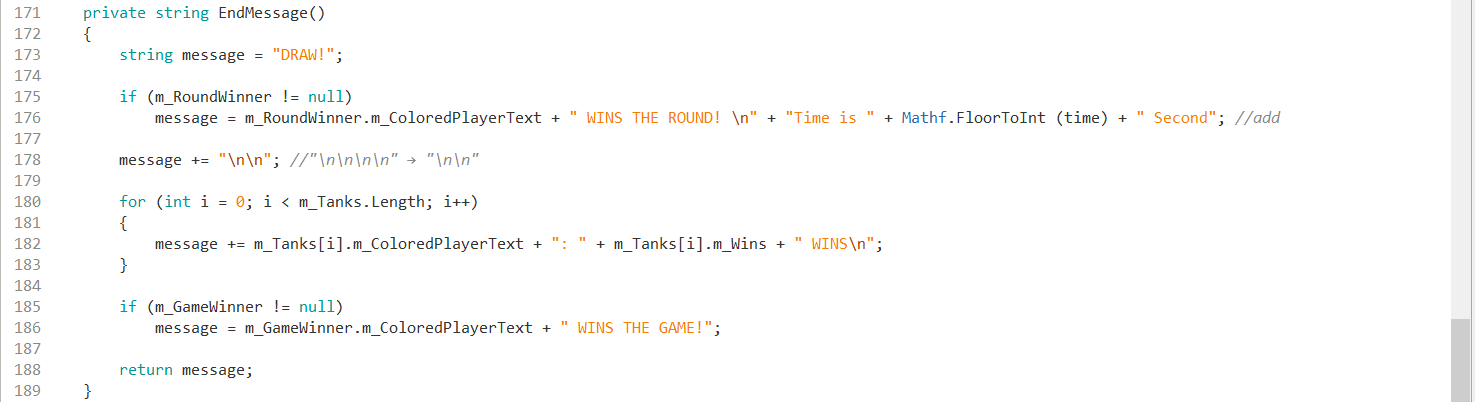 171 private string EndMessage()
172 {
173 string message = "DRAW!";
174
175 if (m_RoundWinner != null)
176 message = m_RoundWinner.m_ColoredPlayerText + " WINS THE ROUND! \n" + "Time is " + Mathf.FloorToInt (time) + " Second"; //add
177
178 message += "\n\n"; //"\n\n\n\n" → "\n\n"
179
180 for (int i = 0; i < m_Tanks.Length; i++)
181 {
182 message += m_Tanks[i].m_ColoredPlayerText + ": " + m_Tanks[i].m_Wins + " WINS\n";
183 }
184
185 if (m_GameWinner != null)
186 message = m_GameWinner.m_ColoredPlayerText + " WINS THE GAME!";
187
188 return message;
189 }